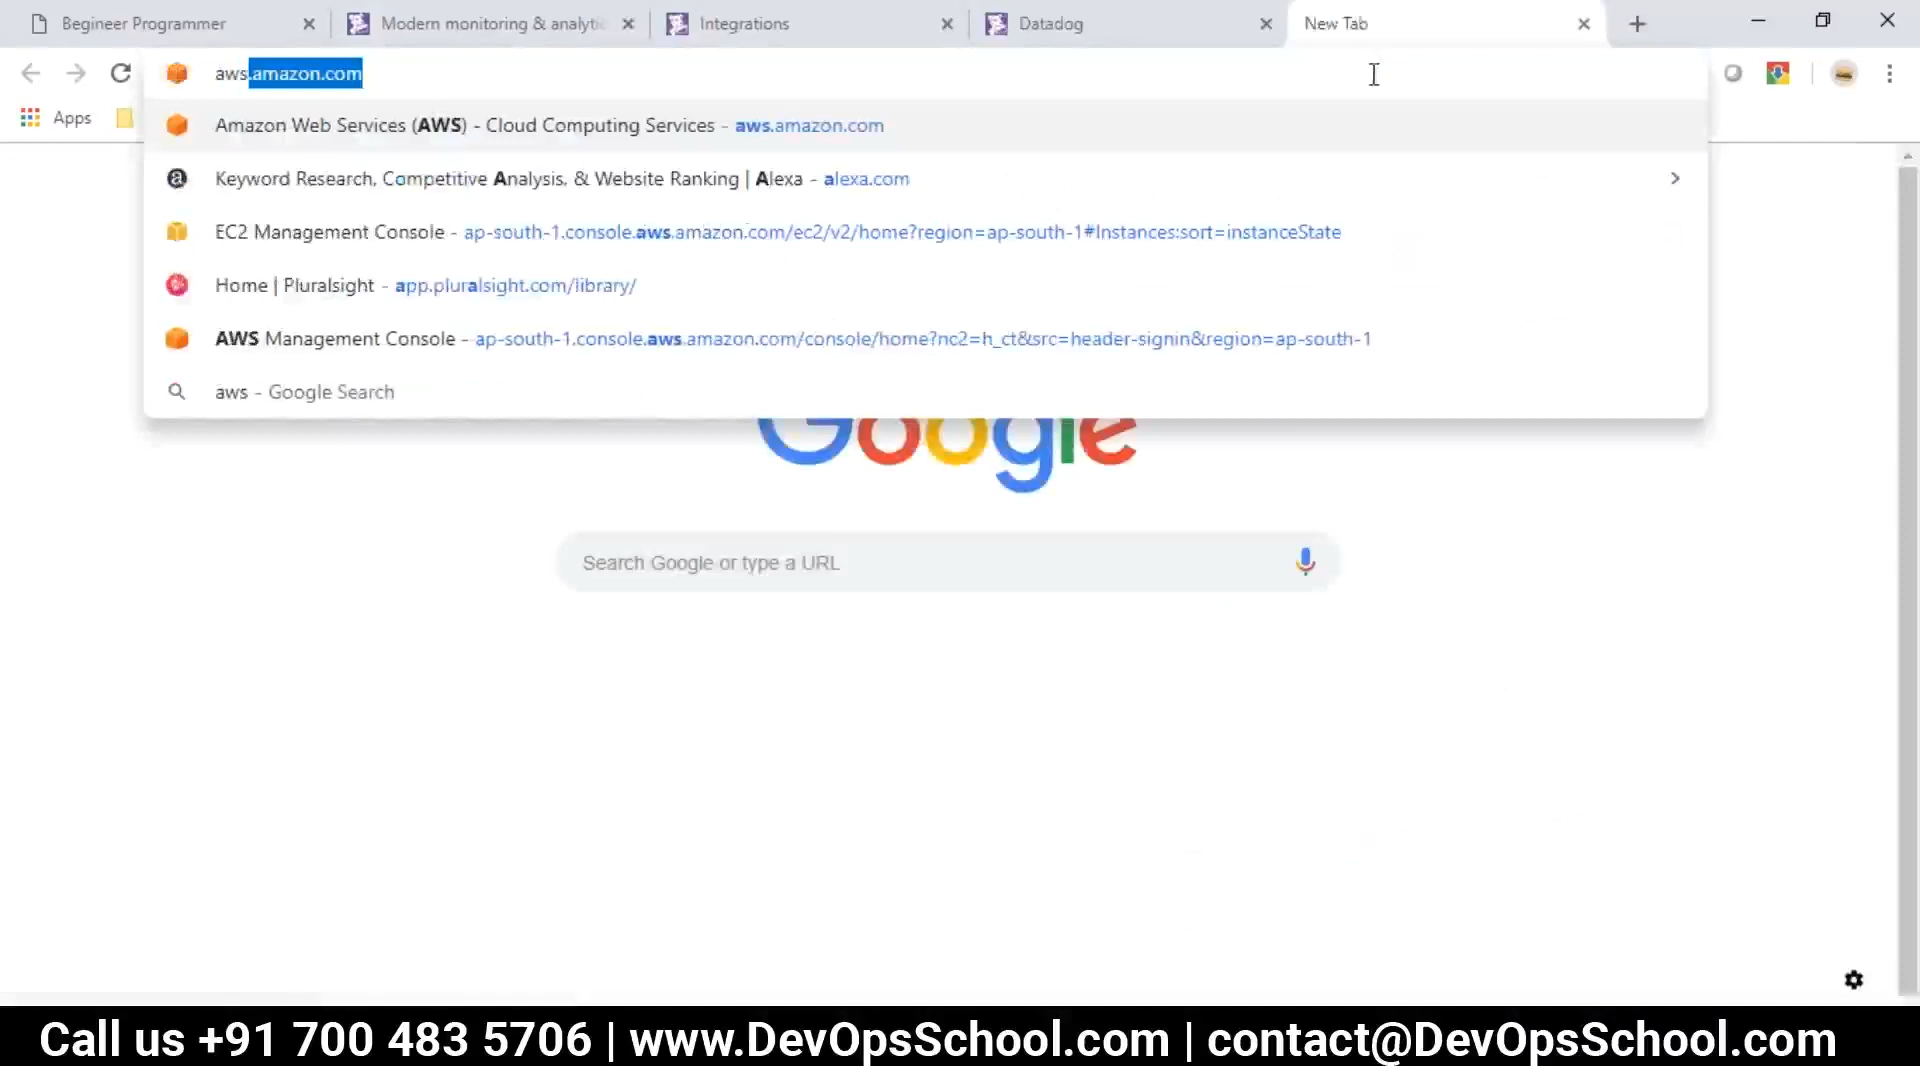 Begineer Programmer
Modern monitoring & analytic
Integrations
Datadog
New Tab
aws.amazon.com
Apps
Amazon Web Services (AWS) - Cloud Computing Services - aws.amazon.com
Keyword Research, Competitive Analysis, & Website Ranking | Alexa - alexa.com
EC2 Management Console - ap-south-1.console.aws.amazon.com/ec2/v2/home?region=ap-south-1#Instances:sort=instanceState
Home | Pluralsight - app.pluralsight.com/library/
AWS Management Console - ap-south-1.console.aws.amazon.com/console/home?nc2=h_ct&src=header-signin&region=ap-south-1
aws - Google Search
Google
Search Google or type a URL
Call us +91 700 483 5706 | www.DevOpsSchool.com | contact@DevOpsSchool.com